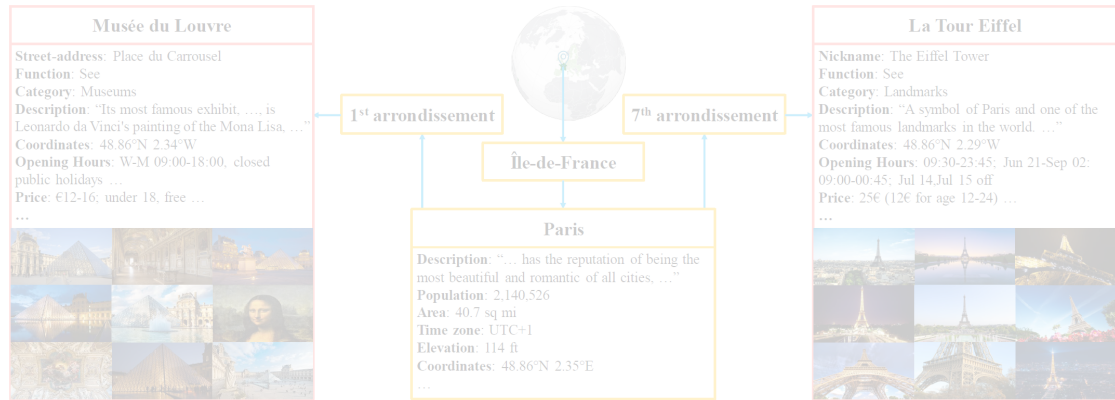 Musée du Louvre
Street-address: Place du Carrousel
Function: See
Category: Museums
Description: “Its most famous exhibit, …, is
Leonardo da Vinci's painting of the Mona Lisa, …”
Coordinates: 48.86°N 2.34°W
Opening Hours: W-M 09:00-18:00, closed
public holidays …
Price: €12-16; under 18, free …
…
1st arrondissement
7th arrondissement
Île-de-France
Paris
Description: “… has the reputation of being the
most beautiful and romantic of all cities, …”
Population: 2,140,526
Area: 40.7 sq mi
Time zone: UTC+1
Elevation: 114 ft
Coordinates: 48.86°N 2.35°E
…
La Tour Eiffel
Nickname: The Eiffel Tower
Function: See
Category: Landmarks
Description: “A symbol of Paris and one of the
most famous landmarks in the world. …”
Coordinates: 48.86°N 2.29°W
Opening Hours: 09:30-23:45; Jun 21-Sep 02:
09:00-00:45; Jul 14,Jul 15 off
Price: 25€ (12€ for age 12-24) …
…